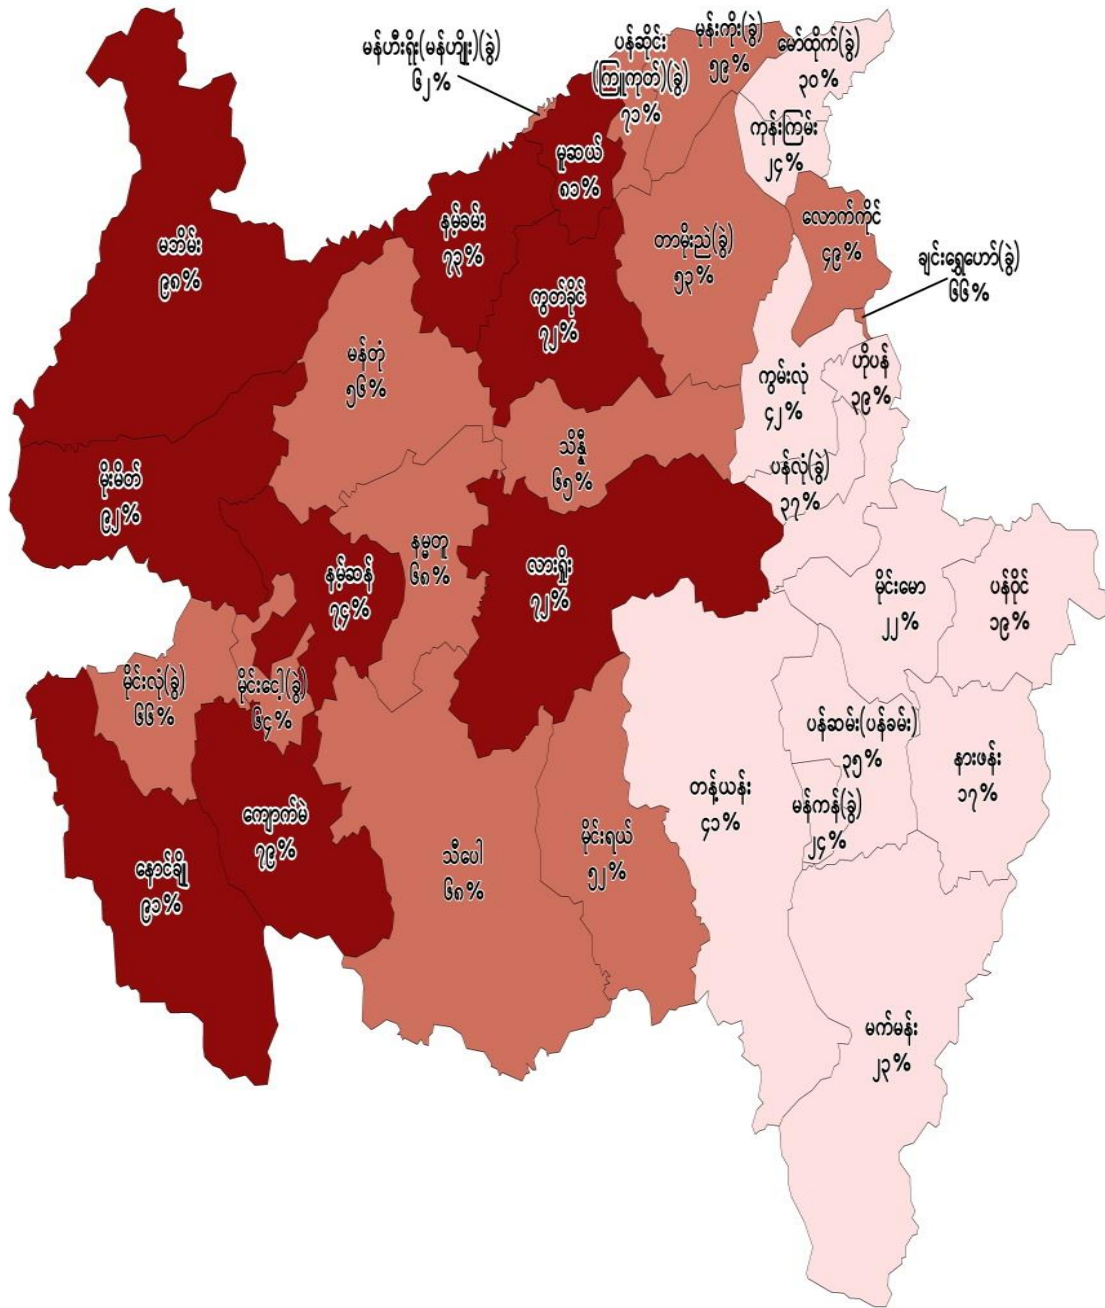 မန်ဟီးရိုး(မန်ဟျိုး)(ခွဲ)
၆၂%
ပန်ဆိုင်း
(ကြူကုတ်)(ခွဲ)
၇၁%
မုန်းကိုး(ခွဲ)
၅၉%
မော်ထိုက်(ခွဲ)
၃၀%
ကုန်းကြမ်း
၂၄%
မူဆယ်
၈၁%
နမ့်ခမ်း
၇၃%
တာမိုးညဲ(ခွဲ)
၅၃%
လောက်ကိုင်
၄၉%
ချင်းရွှေဟော်(ခွဲ)
၆၆%
မဘိမ်း
၉၈%
ကွတ်ခိုင်
၇၂%
မန်တုံ
၅၆%
ကွမ်းလုံ
၄၂%
ဟိုပန်
၃၉%
သိန္နီ
၆၅%
ပန်လုံ(ခွဲ)
၃၇%
မိုးမိတ်
၉၂%
နမ္မတူ
၆၈%
နမ့်ဆန်
၇၄%
လားရှိုး
၇၂%
မိုင်းမော
၂၂%
ပန်ဝိုင်
၁၉%
မိုင်းလုံ(ခွဲ)
၆၆%
မိုင်းငေါ့(ခွဲ)
၆၄%
ပန်ဆမ်း(ပန်ခမ်း)
၃၅%
နားဖန်း
၁၇%
တန့်ယန်း
၄၁%
မန်ကန်(ခွဲ)
၂၄%
ကျောက်မဲ
၇၉%
သီပေါ
၆၈%
မိုင်းရယ်
၅၂%
နောင်ချို
၉၁%
မက်မန်း
၂၃%